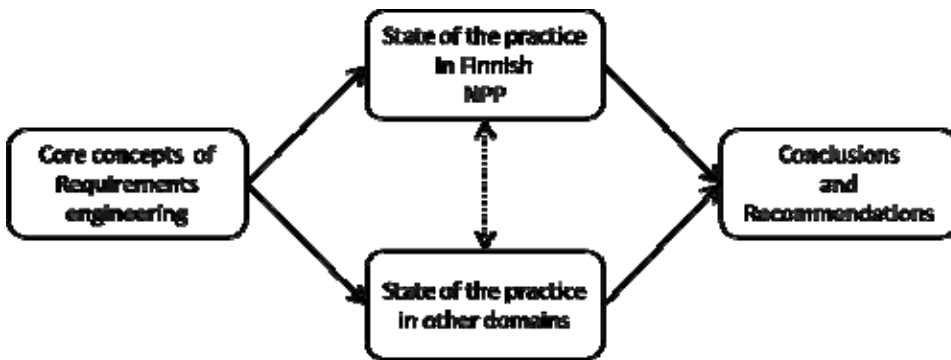 State of the practice
in Finnish
NPP
Core concepts of
Requirements
engineering
Conclusions
and
Recommendations
State of the practice
in other domains